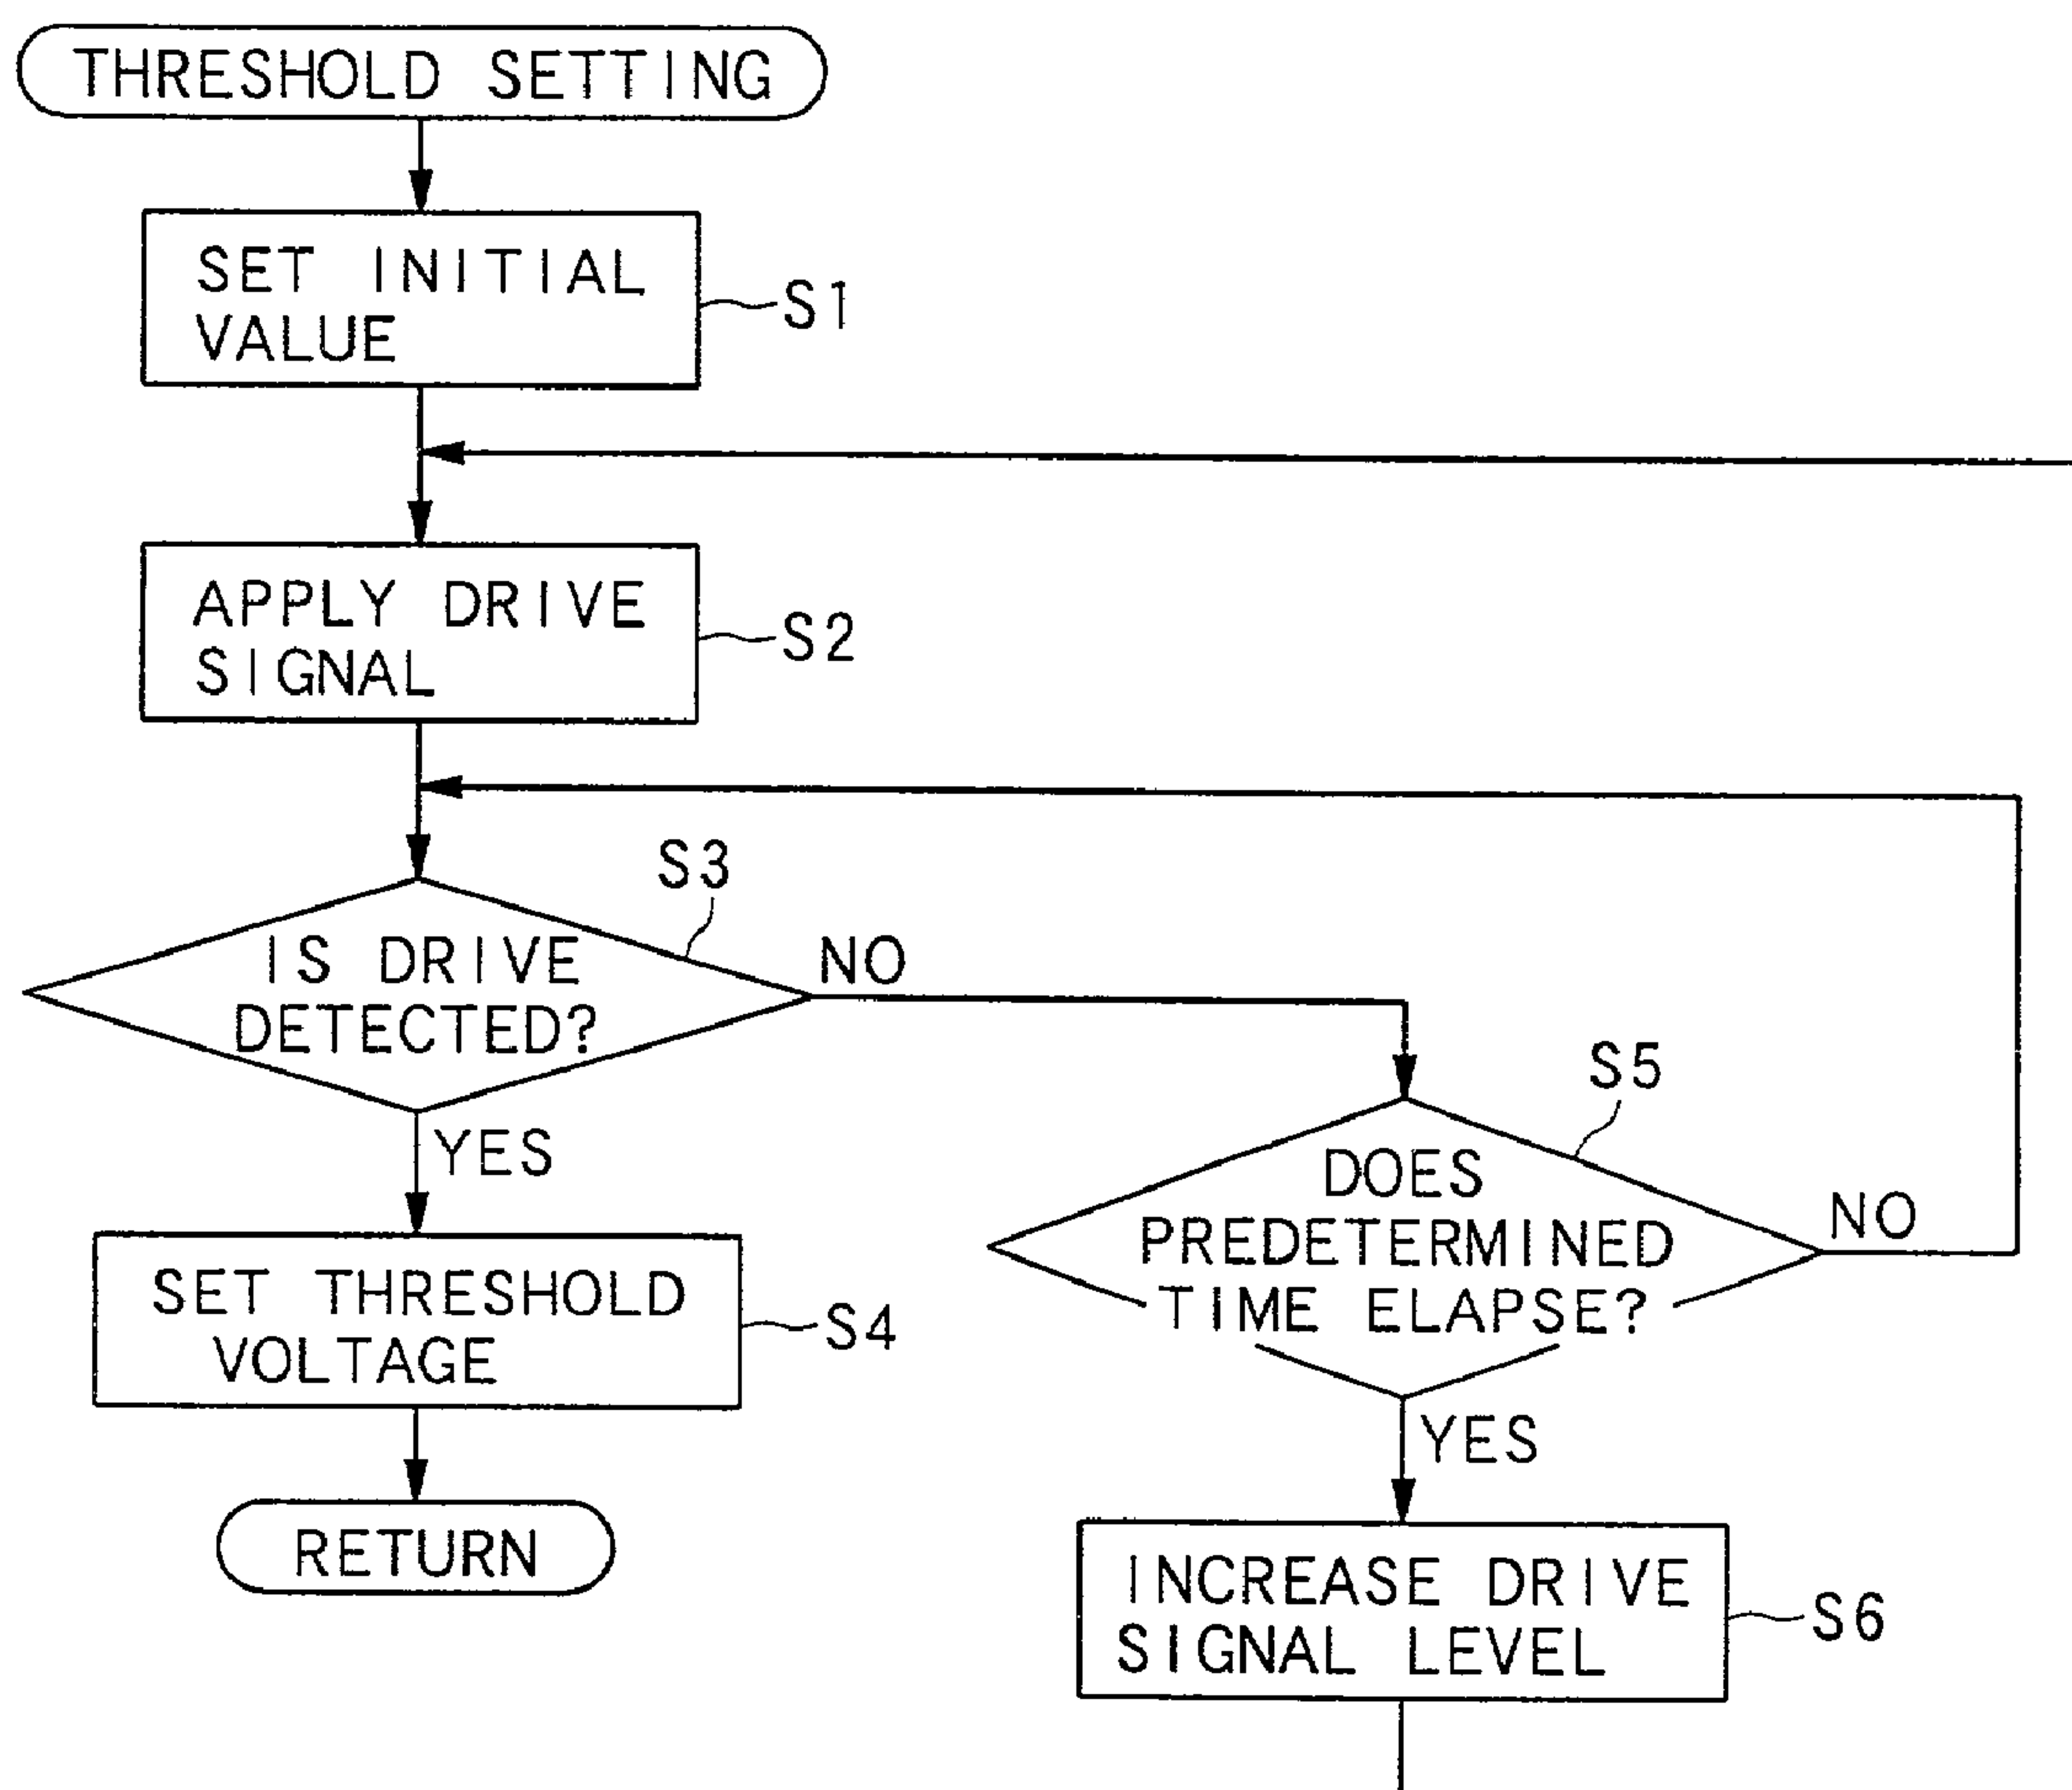 THRESHOLD SETTING
SET INITIAL
VALUE
S1
APPLY DRIVE
SIGNAL
S2
S3
IS DRIVE
DETECTED?
NO
YES
SET THRESHOLD
VOLTAGE
S4
RETURN
S5
DOES
PREDETERMINED
TIME ELAPSE?
NO
YES
INCREASE DRIVE
SIGNAL LEVEL
S6